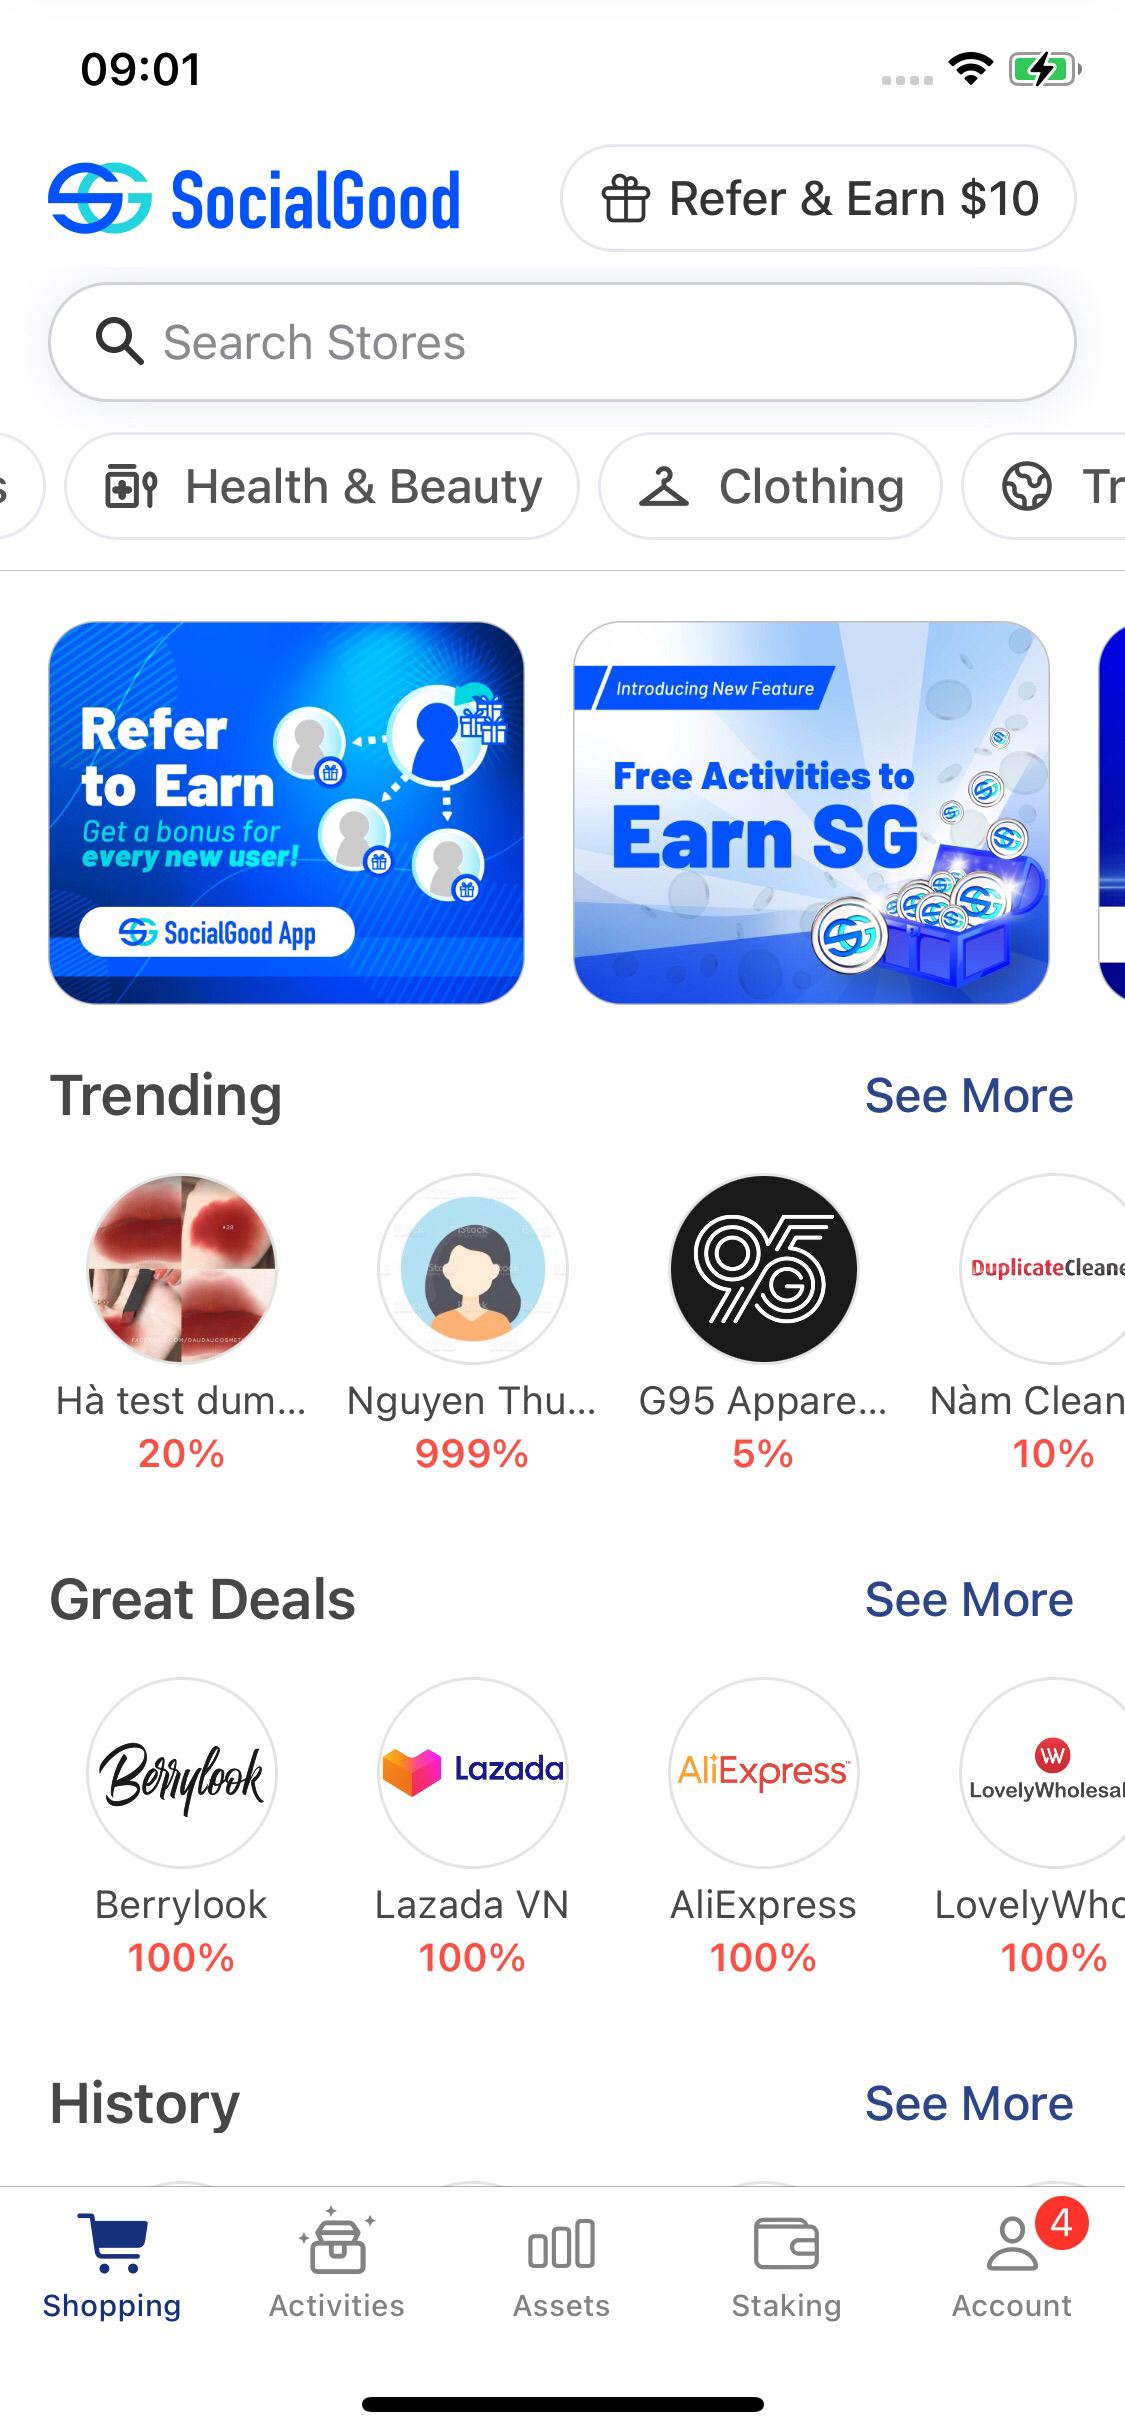 09:01
SocialGood
Refer & Earn $10
Search Stores
s
Health & Beauty
Clothing
Tr
Refer
to Earn
Get a bonus for
every new user!
SocialGood App
Introducing New Feature
Free Activities to
Earn SG
Trending
See More
iStock
95
G
DuplicateCleane
Hà test dum...
Nguyen Thu...
G95 Appare...
Nàm Clean
20%
999%
5%
10%
Great Deals
See More
Berrylook
Lazada
AliExpress
LovelyWholesal
Berrylook
Lazada VN
AliExpress
LovelyWho
100%
100%
100%
100%
History
See More
4
Shopping
Activities
Assets
Staking
Account